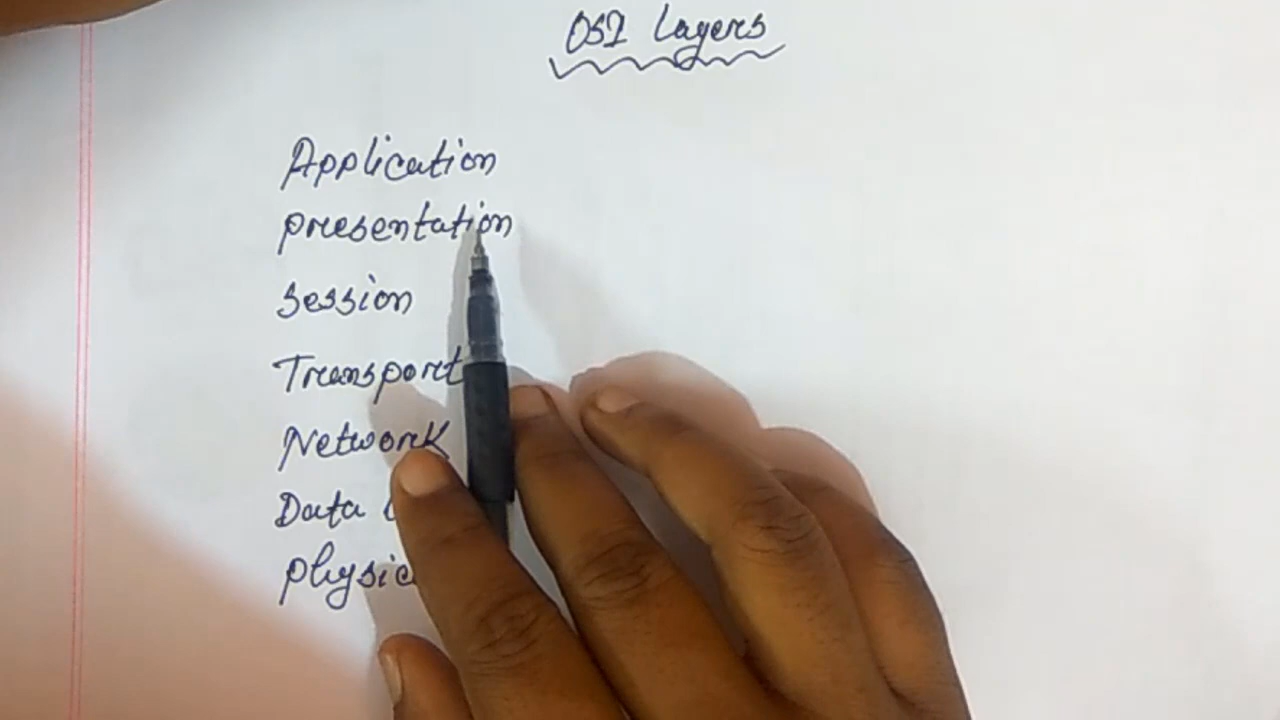 OSI Layers
Application
presentation
session
Transport
Network
Data
physic